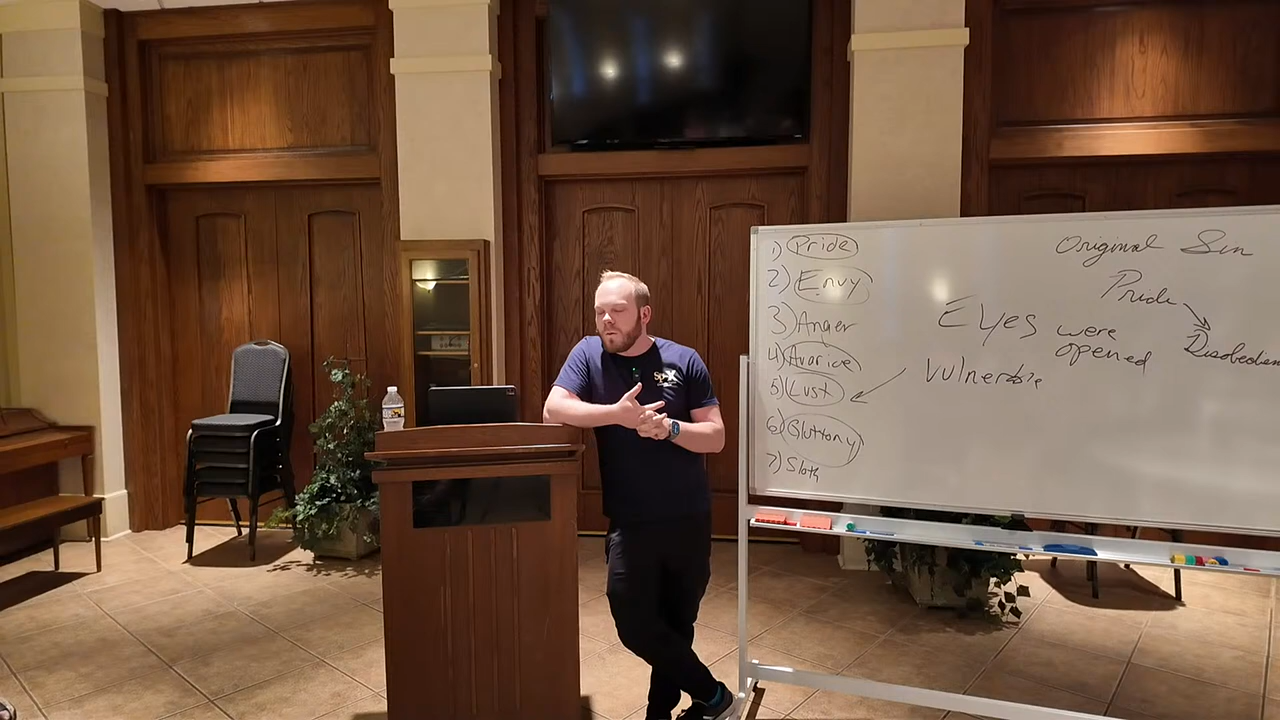 1) Pride
2) Envy
3) Anger
4) Avarice
5) Lust
6) Gluttony
7) Sloth
Original Sin
Pride
Disobedien
Eyes were
opened
Vulnerable